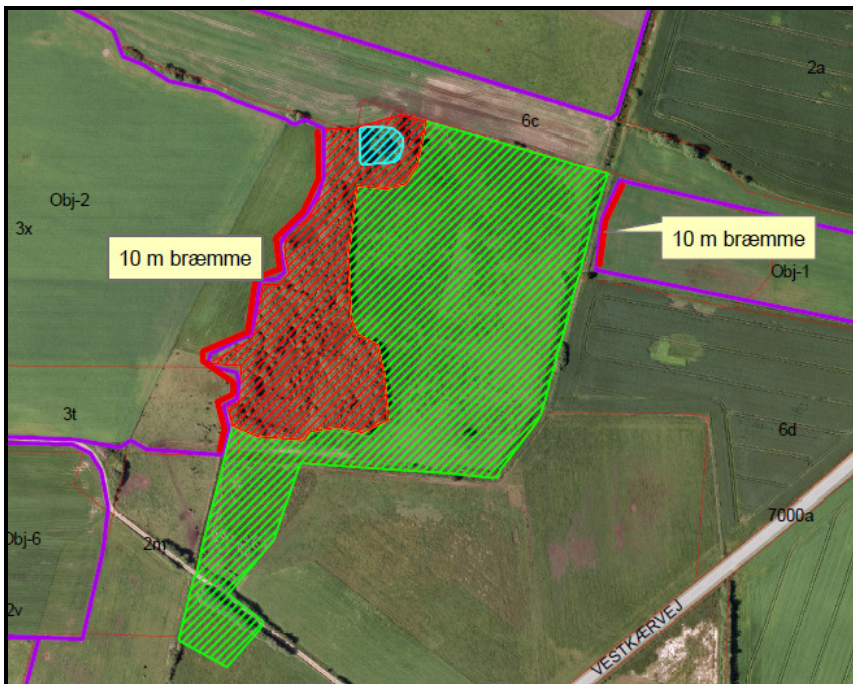 2a
6c
Obj-2
3x
10 m bræmme
10 m bræmme
Obj-1
3t
6d
7000a
Obj-6
2m
2v
VESTKÆRVEJ